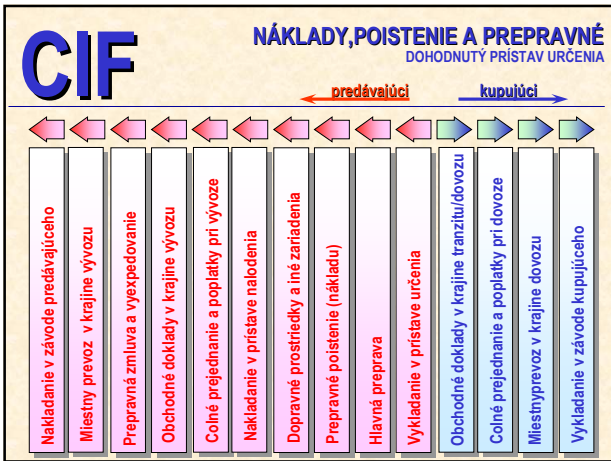 CIF
NÁKLADY,POISTENIE A PREPRAVNÉ
DOHODNUTÝ PRÍSTAV URČENIA
predávajúci
kupujúci
Nakladanie v závode predávajúceho
Miestny prevoz v krajine vývozu
Prepravná zmluva a vyexpedovanie
Obchodné doklady v krajine vývozu
Colné prejednanie a poplatky pri vývoze
Nakladanie v prístave nalodenia
Dopravné prostriedky a iné zariadenia
Prepravné poistenie (nákladu)
Hlavná preprava
Vykladanie v prístave určenia
Obchodné doklady v krajine tranzitu/dovozu
Colné prejednanie a poplatky pri dovoze
Miestnyprevoz v krajine dovozu
Vykladanie v závode kupujúceho